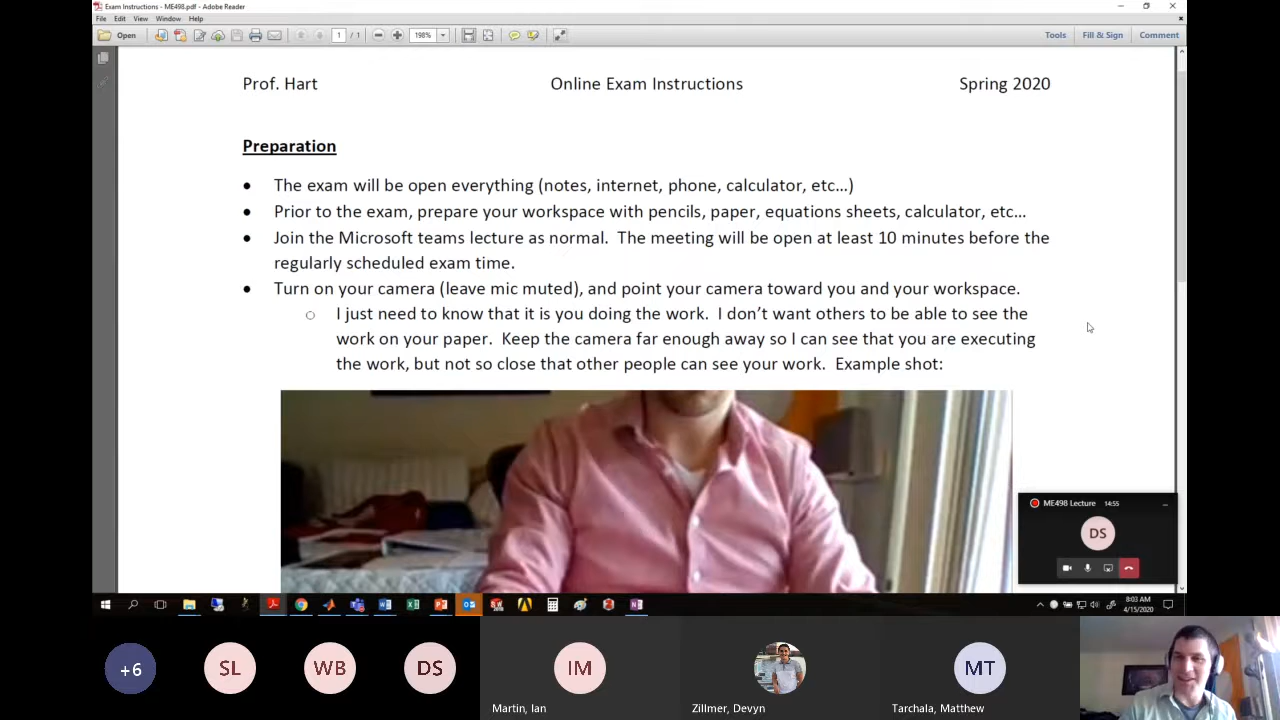 Exam Instructions - ME498.pdf - Adobe Reader
File Edit View Window Help
Open 1 / 1 198% Tools Fill & Sign Comment
Prof. Hart Online Exam Instructions Spring 2020
Preparation
• The exam will be open everything (notes, internet, phone, calculator, etc…)
• Prior to the exam, prepare your workspace with pencils, paper, equations sheets, calculator, etc…
• Join the Microsoft teams lecture as normal. The meeting will be open at least 10 minutes before the
regularly scheduled exam time.
• Turn on your camera (leave mic muted), and point your camera toward you and your workspace.
○ I just need to know that it is you doing the work. I don’t want others to be able to see the
work on your paper. Keep the camera far enough away so I can see that you are executing
the work, but not so close that other people can see your work. Example shot:
ME498 Lecture 14:55
DS
8:03 AM
4/15/2020
+6 SL WB DS IM MT
Martin, Ian Zillmer, Devyn Tarchala, Matthew